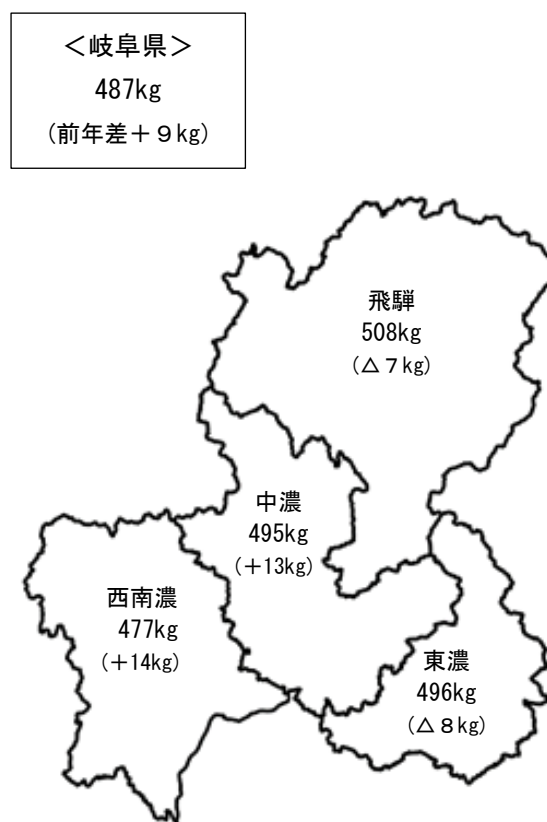 ＜岐阜県＞
487kg
(前年差＋９kg)
飛騨
508kg
(△７kg)
中濃
495kg
(＋13kg)
西南濃
477kg
(＋14kg)
東濃
496kg
(△８kg)